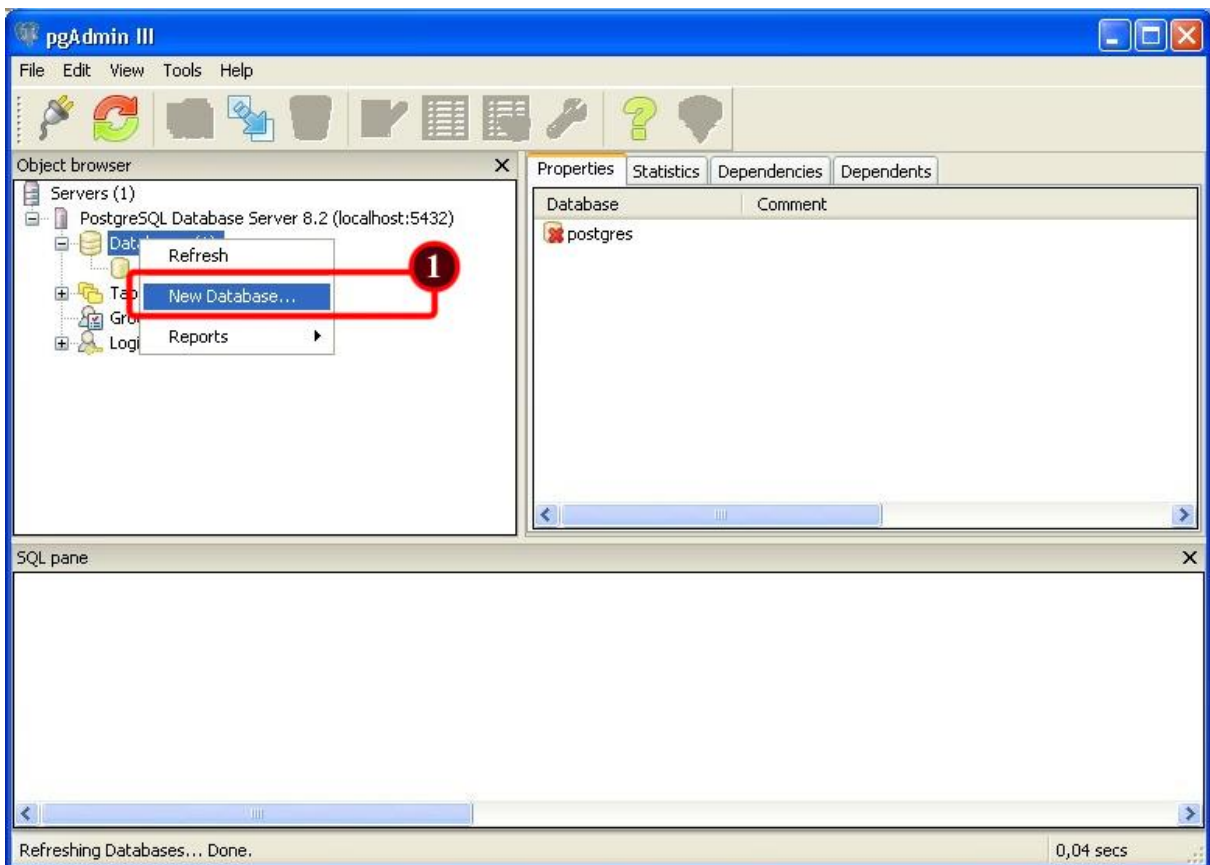 pgAdmin III
File Edit View Tools Help
Object browser
Servers (1)
PostgreSQL Database Server 8.2 (localhost:5432)
Refresh
1
New Database...
Reports
Properties Statistics Dependencies Dependents
Database Comment
postgres
SQL pane
Refreshing Databases... Done.
0,04 secs